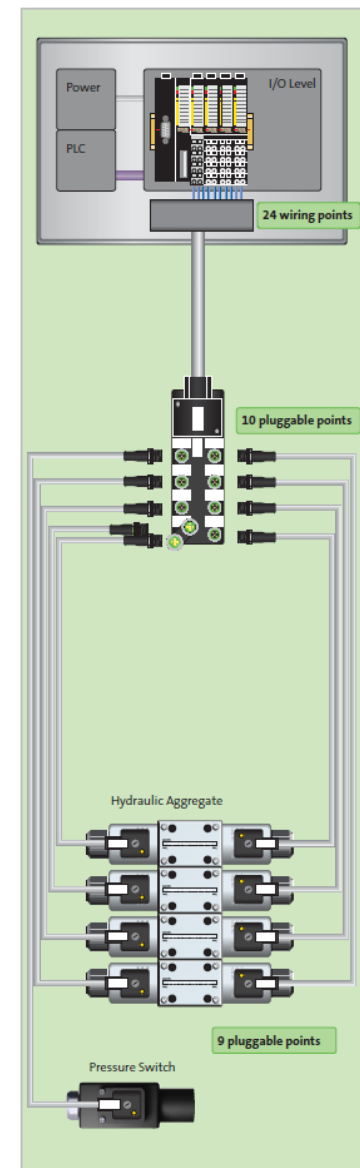 Power
I/O Level
PLC
24 wiring points
10 pluggable points
Hydraulic Aggregate
9 pluggable points
Pressure Switch